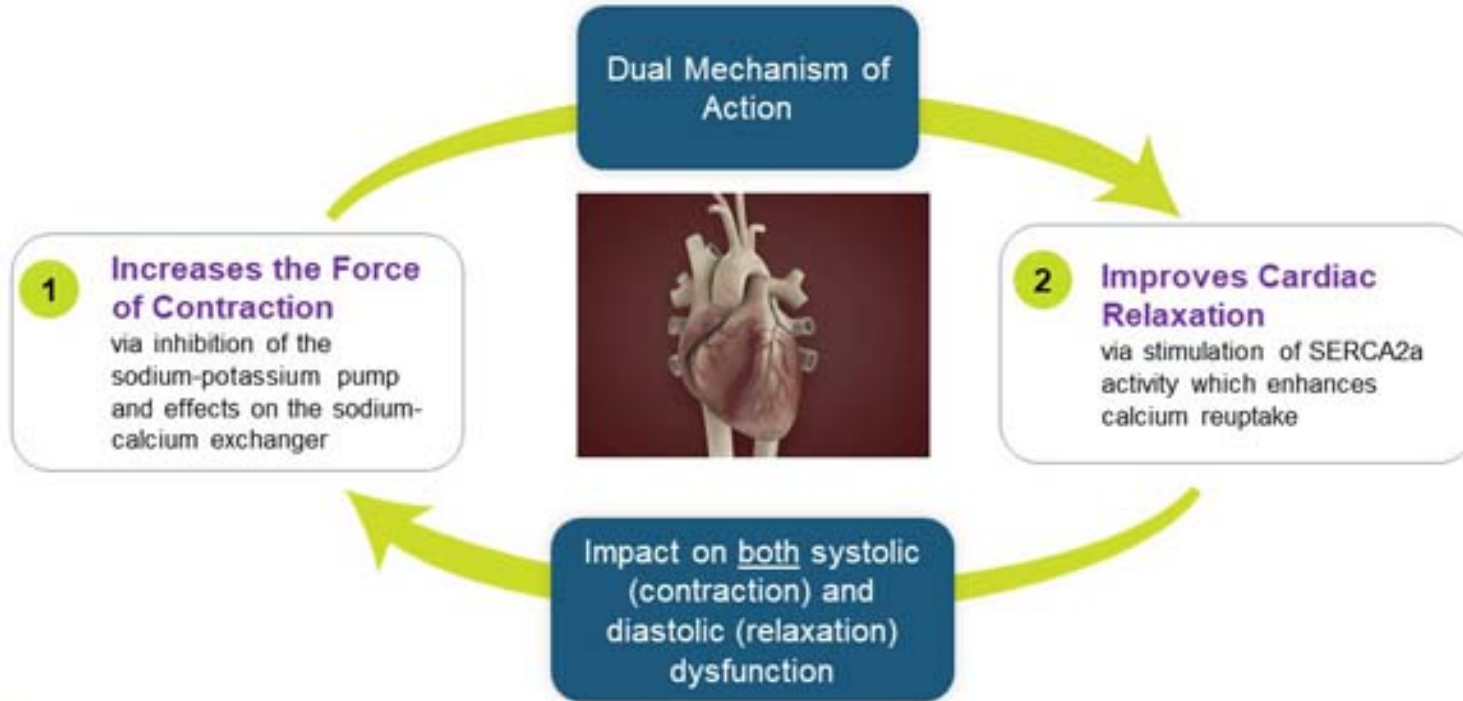 Dual Mechanism of
Action
1
Increases the Force
of Contraction
via inhibition of the
sodium-potassium pump
and effects on the sodium-
calcium exchanger
2
Improves Cardiac
Relaxation
via stimulation of SERCA2a
activity which enhances
calcium reuptake
Impact on both systolic
(contraction) and
diastolic (relaxation)
dysfunction